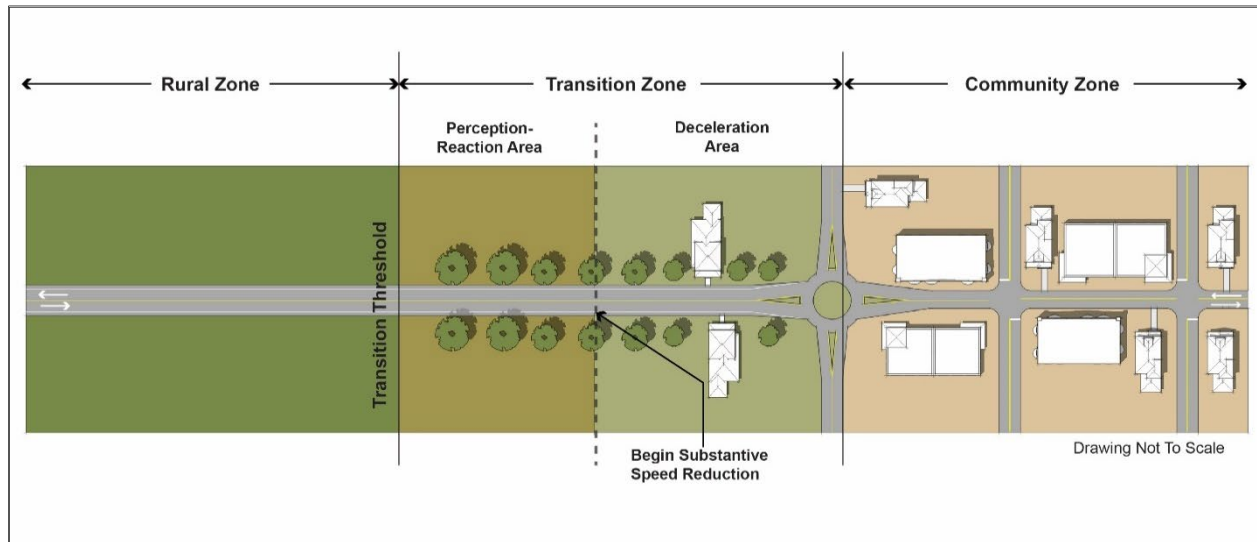 Rural Zone
Transition Zone
Community Zone
Perception-
Reaction Area
Deceleration
Area
Transition Threshold
Begin Substantive
Speed Reduction
Drawing Not To Scale